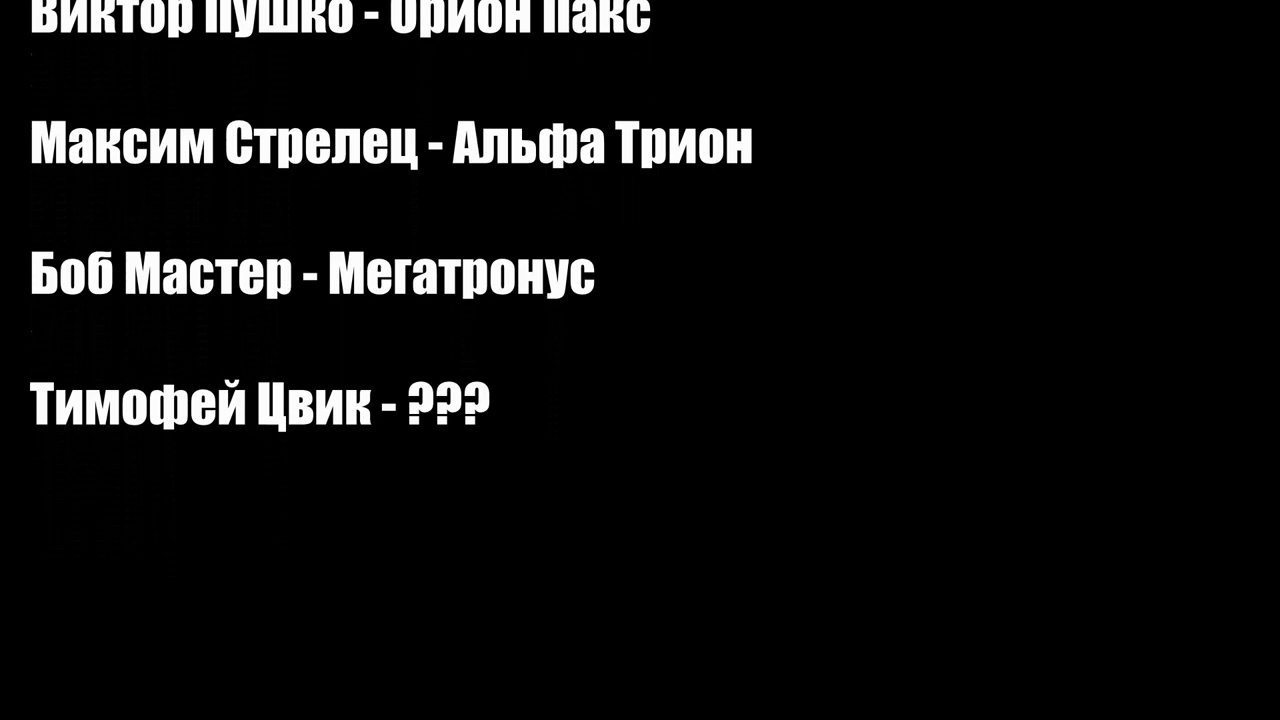 Виктор Пушко - Орион Пакс
Максим Стрелец - Альфа Трион
Боб Мастер - Мегатронус
Тимофей Цвик - ???